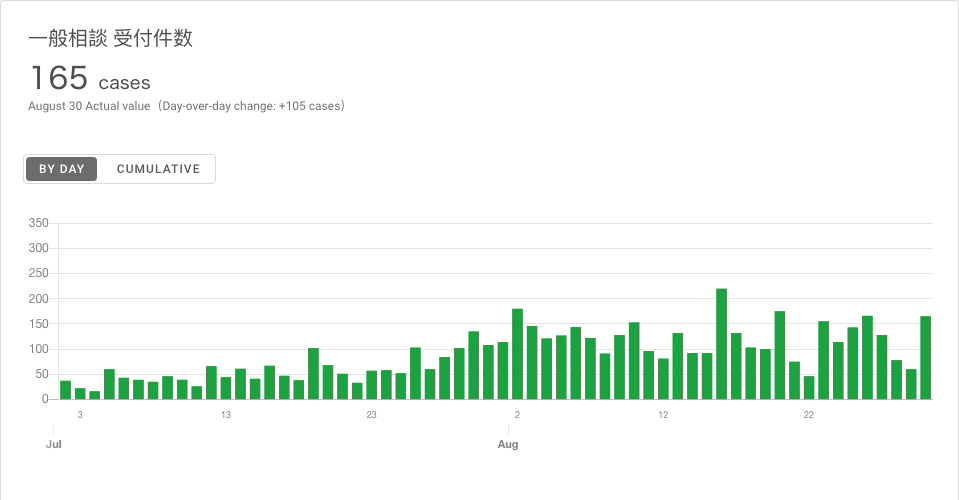 一般相談 受付件数
165 cases
August 30 Actual value（Day-over-day change: +105 cases）
BY DAY CUMULATIVE
350
300
250
200
150
100
50
0
3 13 23 2 12 22
Jul Aug